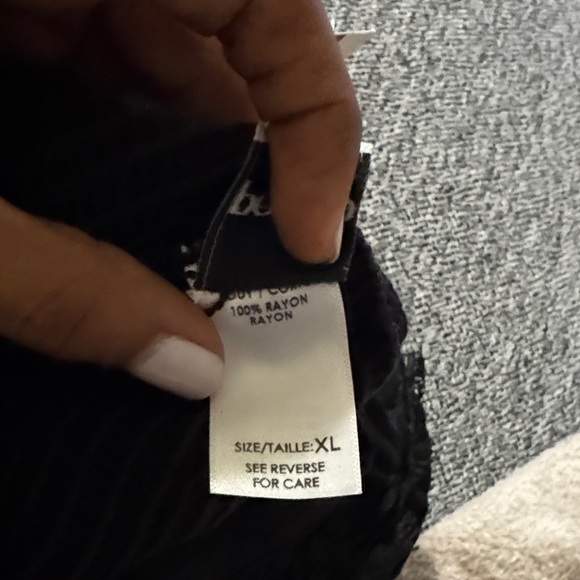 100% RAYON
RAYON
SIZE/TAILLE:XL
SEE REVERSE
FOR CARE